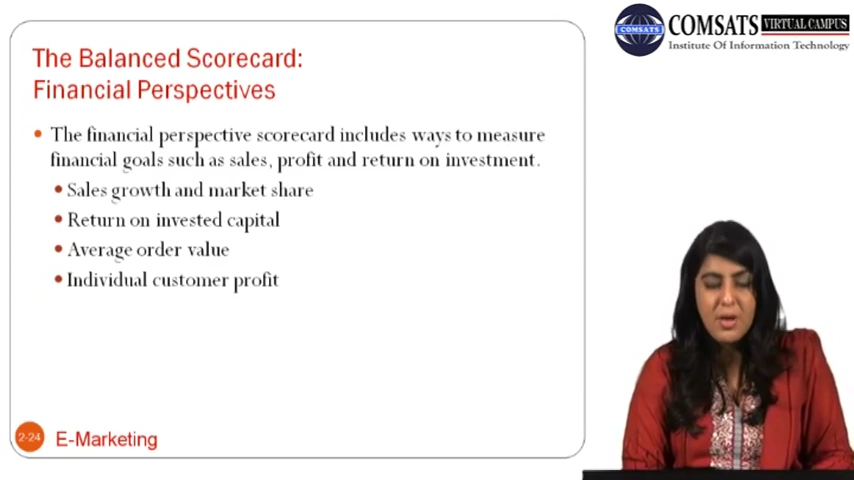 The Balanced Scorecard:
Financial Perspectives
• The financial perspective scorecard includes ways to measure
financial goals such as sales, profit and return on investment.
• Sales growth and market share
• Return on invested capital
• Average order value
• Individual customer profit
2-24 E-Marketing
COMSATS VIRTUAL CAMPUS
Institute Of Information Technology
COMSATS